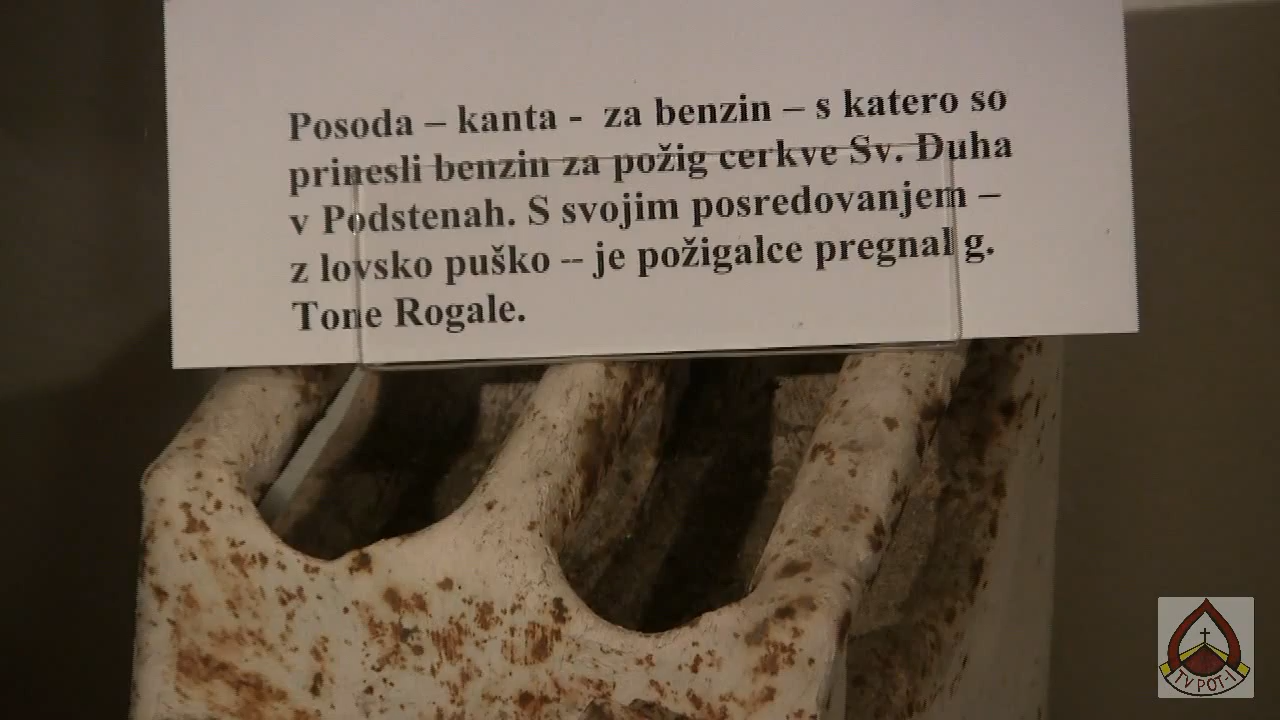 Posoda – kanta - za benzin – s katero so
prinesli benzin za požig cerkve Sv. Duha
v Podstenah. S svojim posredovanjem –
z lovsko puško – je požigalce pregnal g.
Tone Rogale.
TV POT-1